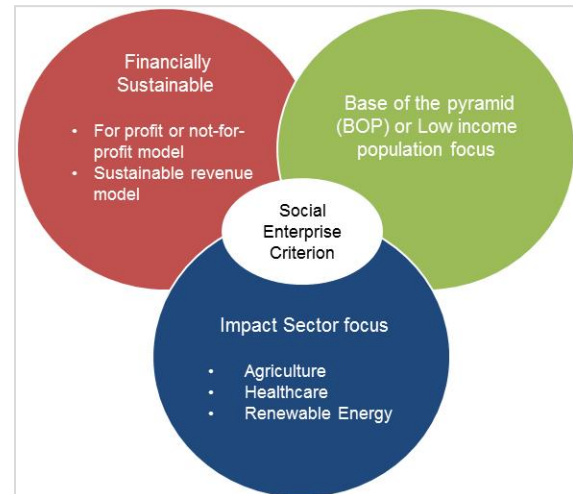 Financially
Sustainable
• For profit or not-for-
profit model
• Sustainable revenue
model
Base of the pyramid
(BOP) or Low income
population focus
Social
Enterprise
Criterion
Impact Sector focus
• Agriculture
• Healthcare
• Renewable Energy